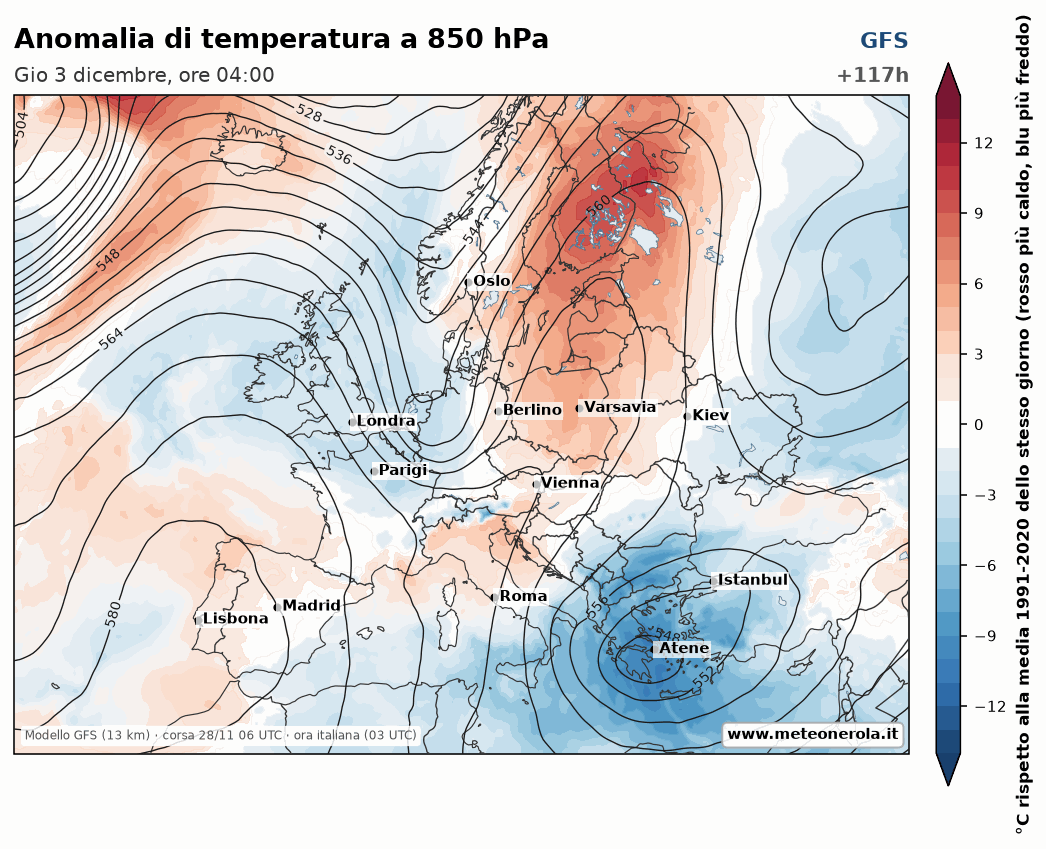 Anomalia di temperatura a 850 hPa
GFS
Gio 3 dicembre, ore 04:00
+117h
504
528
536
544
560
548
564
Oslo
Londra
Berlino
Varsavia
Kiev
Parigi
Vienna
Istanbul
Roma
556
580
Madrid
Lisbona
548
Atene
552
Modello GFS (13 km) · corsa 28/11 06 UTC · ora italiana (03 UTC)
www.meteonerola.it
12
9
6
3
0
−3
−6
−9
−12
°C rispetto alla media 1991-2020 dello stesso giorno (rosso più caldo, blu più freddo)